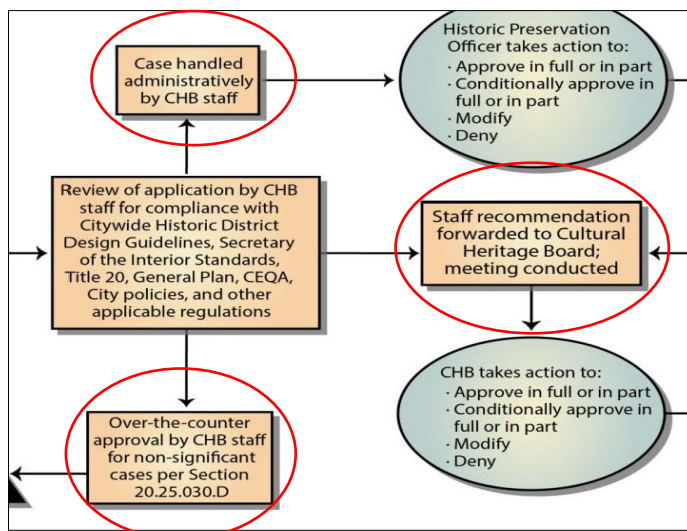 Case handled
administratively
by CHB staff
Historic Preservation
Officer takes action to:
· Approve in full or in part
· Conditionally approve in
full or in part
· Modify
· Deny
Review of application by CHB
staff for compliance with
Citywide Historic District
Design Guidelines, Secretary
of the Interior Standards,
Title 20, General Plan, CEQA,
City policies, and other
applicable regulations
Staff recommendation
forwarded to Cultural
Heritage Board;
meeting conducted
Over-the-counter
approval by CHB staff
for non-significant
cases per Section
20.25.030.D
CHB takes action to:
· Approve in full or in part
· Conditionally approve in
full or in part
· Modify
· Deny